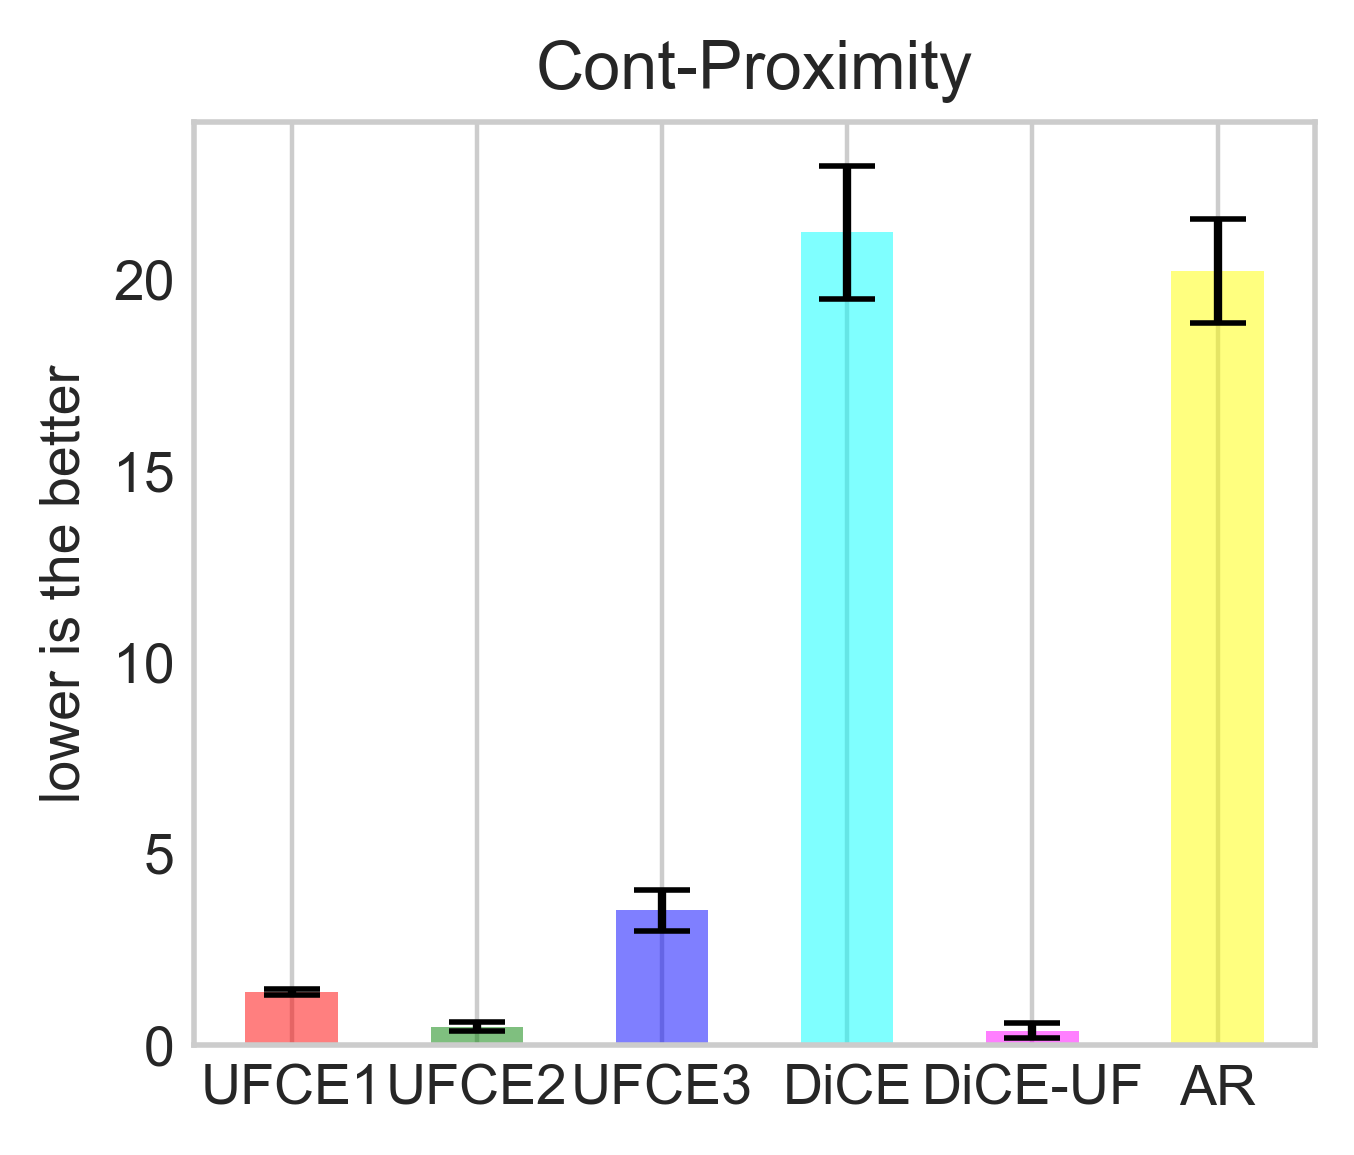 Cont-Proximity
lower is the better
20
15
10
5
0
UFCE1 UFCE2 UFCE3 DiCE DiCE-UF AR